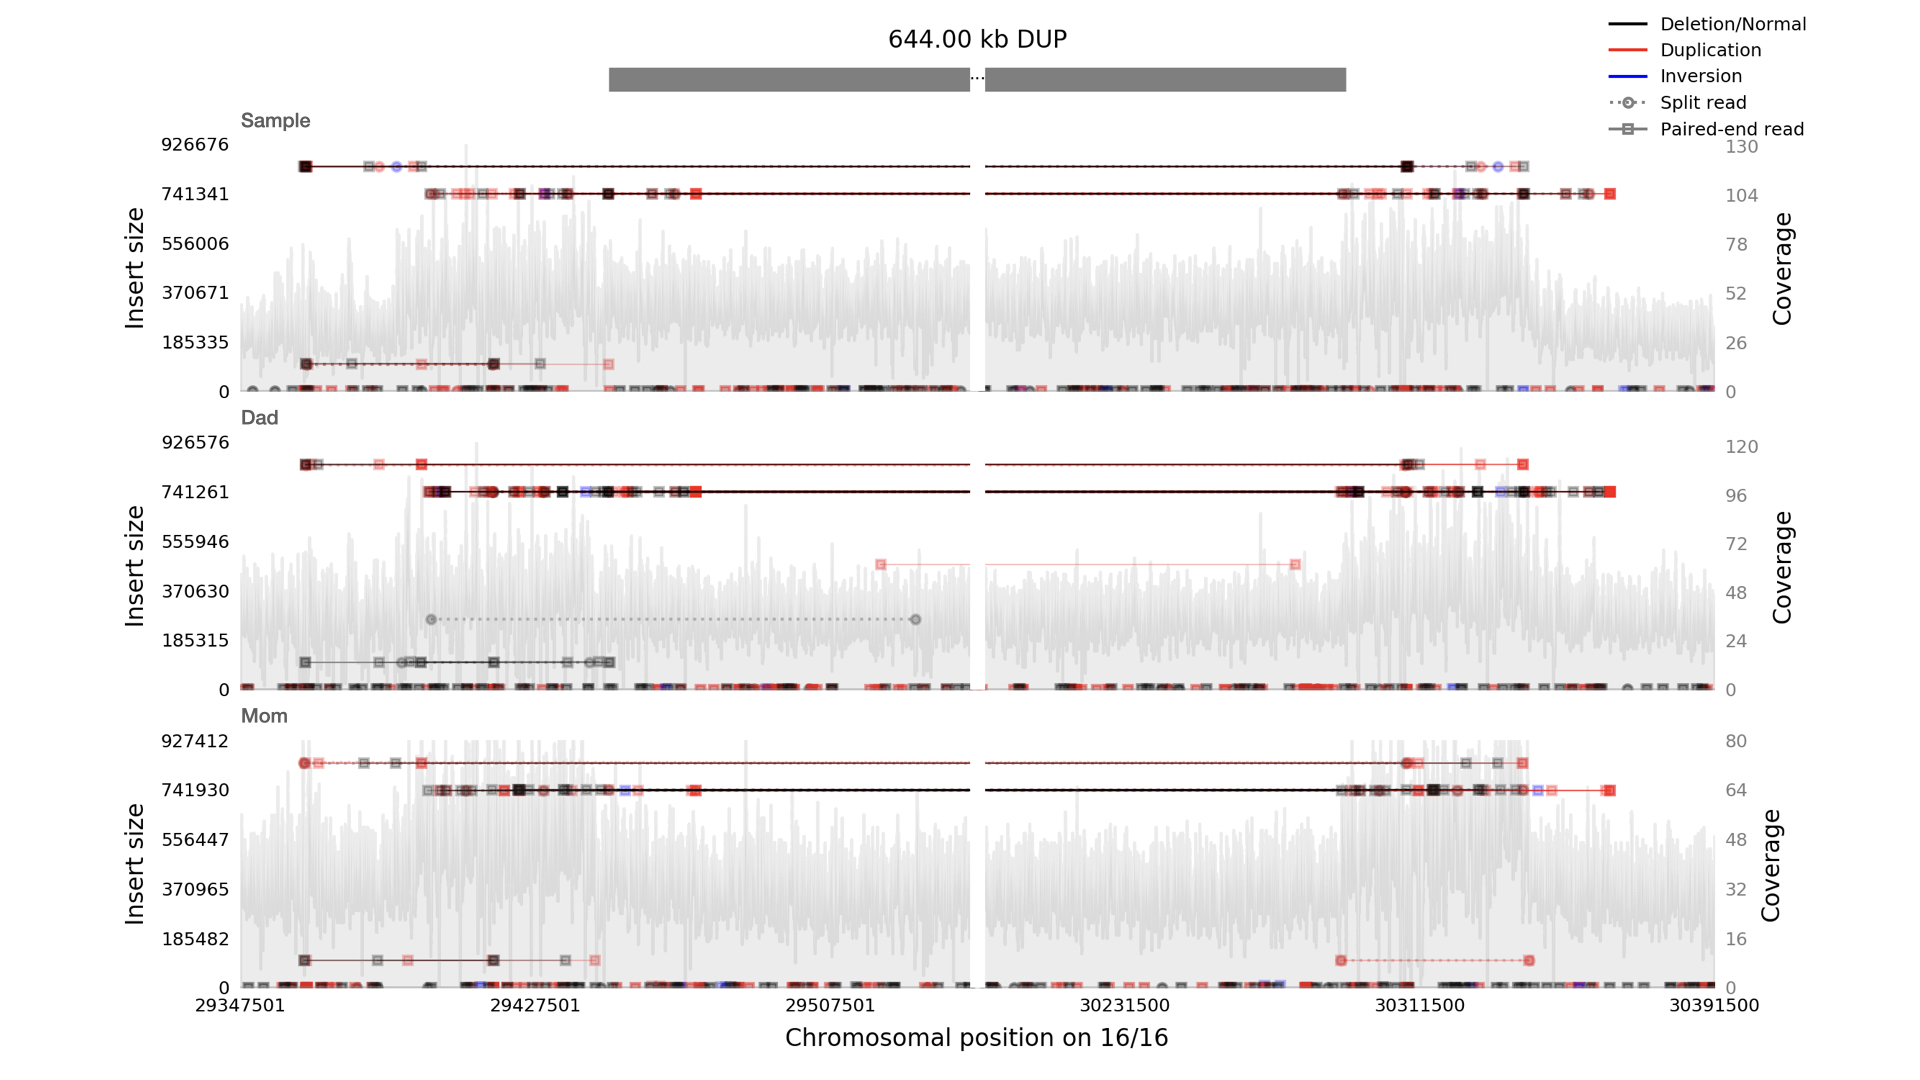 644.00 kb DUP
Deletion/Normal
Duplication
Inversion
Split read
Paired-end read
Sample
926676
741341
556006
370671
185335
0
Insert size
130
104
78
52
26
0
Coverage
Dad
926576
741261
555946
370630
185315
0
Insert size
120
96
72
48
24
0
Coverage
Mom
927412
741930
556447
370965
185482
0
Insert size
80
64
48
32
16
0
Coverage
29347501 29427501 29507501 30231500 30311500 30391500
Chromosomal position on 16/16